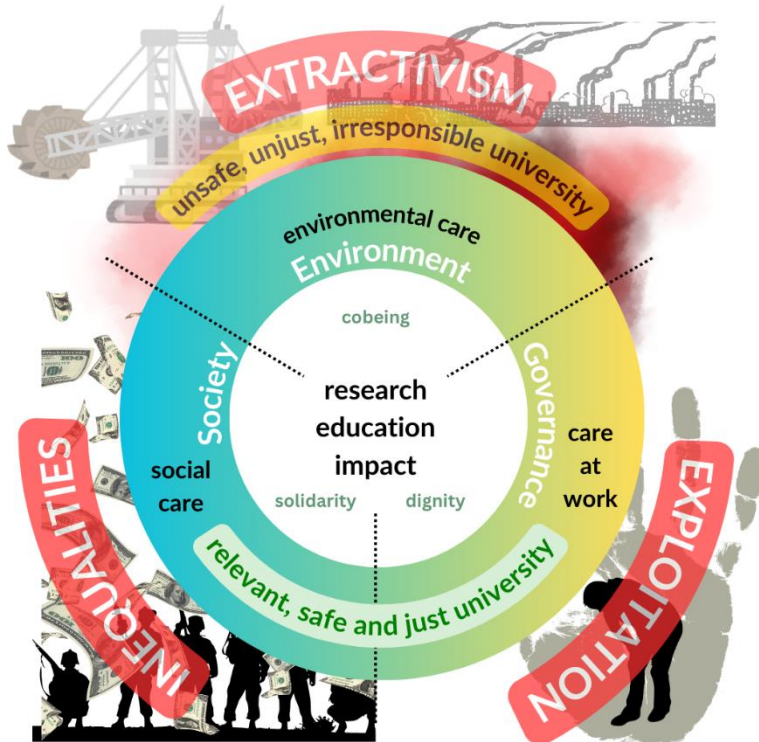 EXTRACTIVISM
unsafe, unjust, irresponsible university
environmental care
Environment
cobeing
Society
Governance
research
education
impact
social
care
care
at
work
solidarity
dignity
relevant, safe and just university
INEQUALITIES
EXPLOITATION